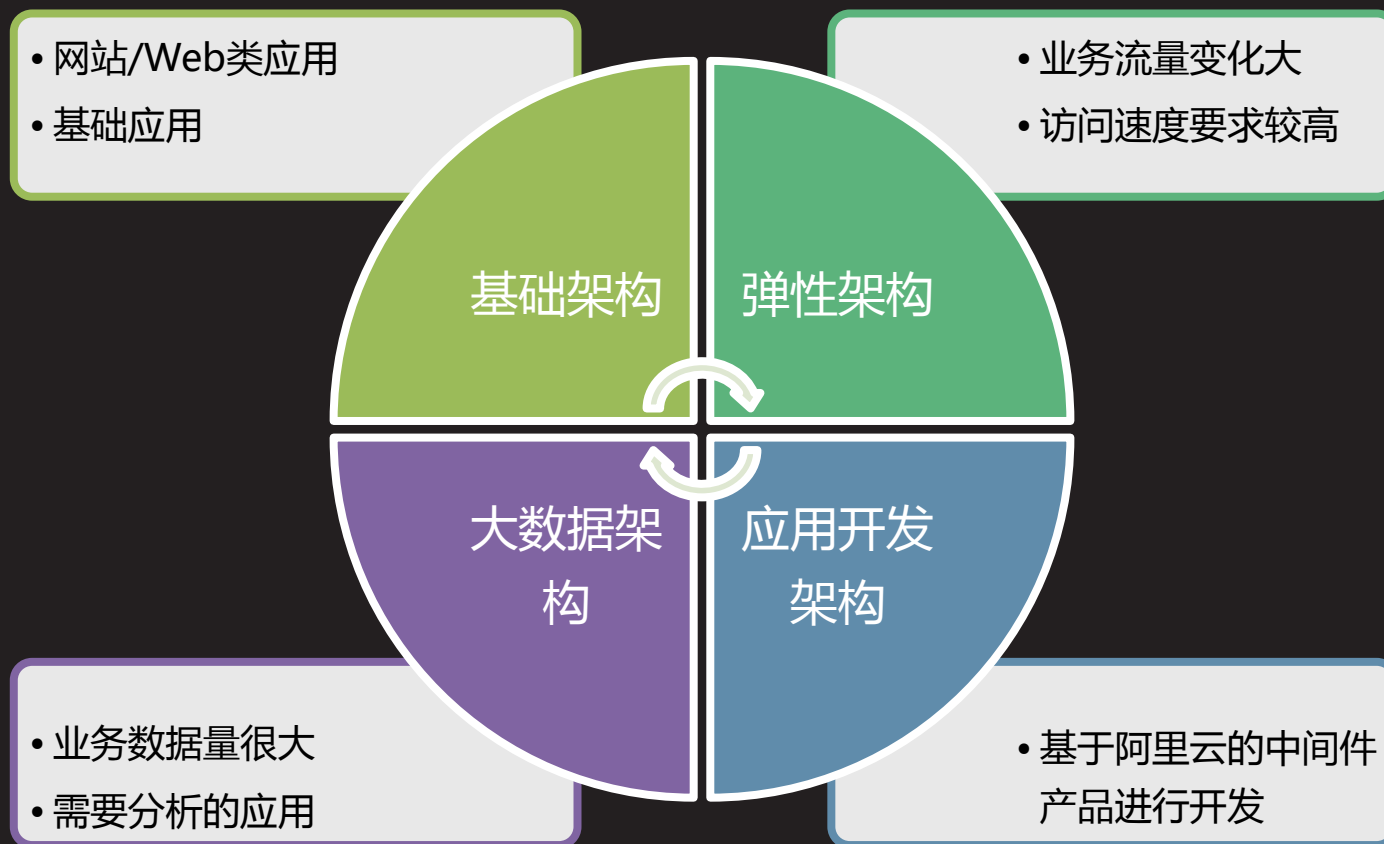 • 网站/Web类应用
• 基础应用
• 业务流量变化大
• 访问速度要求较高
基础架构
弹性架构
大数据架
构
应用开发
架构
• 业务数据量很大
• 需要分析的应用
• 基于阿里云的中间件
产品进行开发